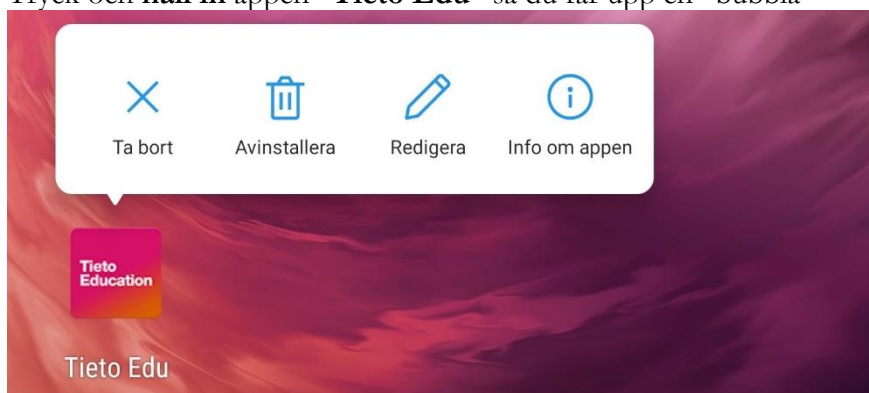 Tryck och håll in appen "Tieto Edu" så du får upp en "bubbla"
Ta bort Avinstallera Redigera Info om appen
Tieto
Education
Tieto Edu